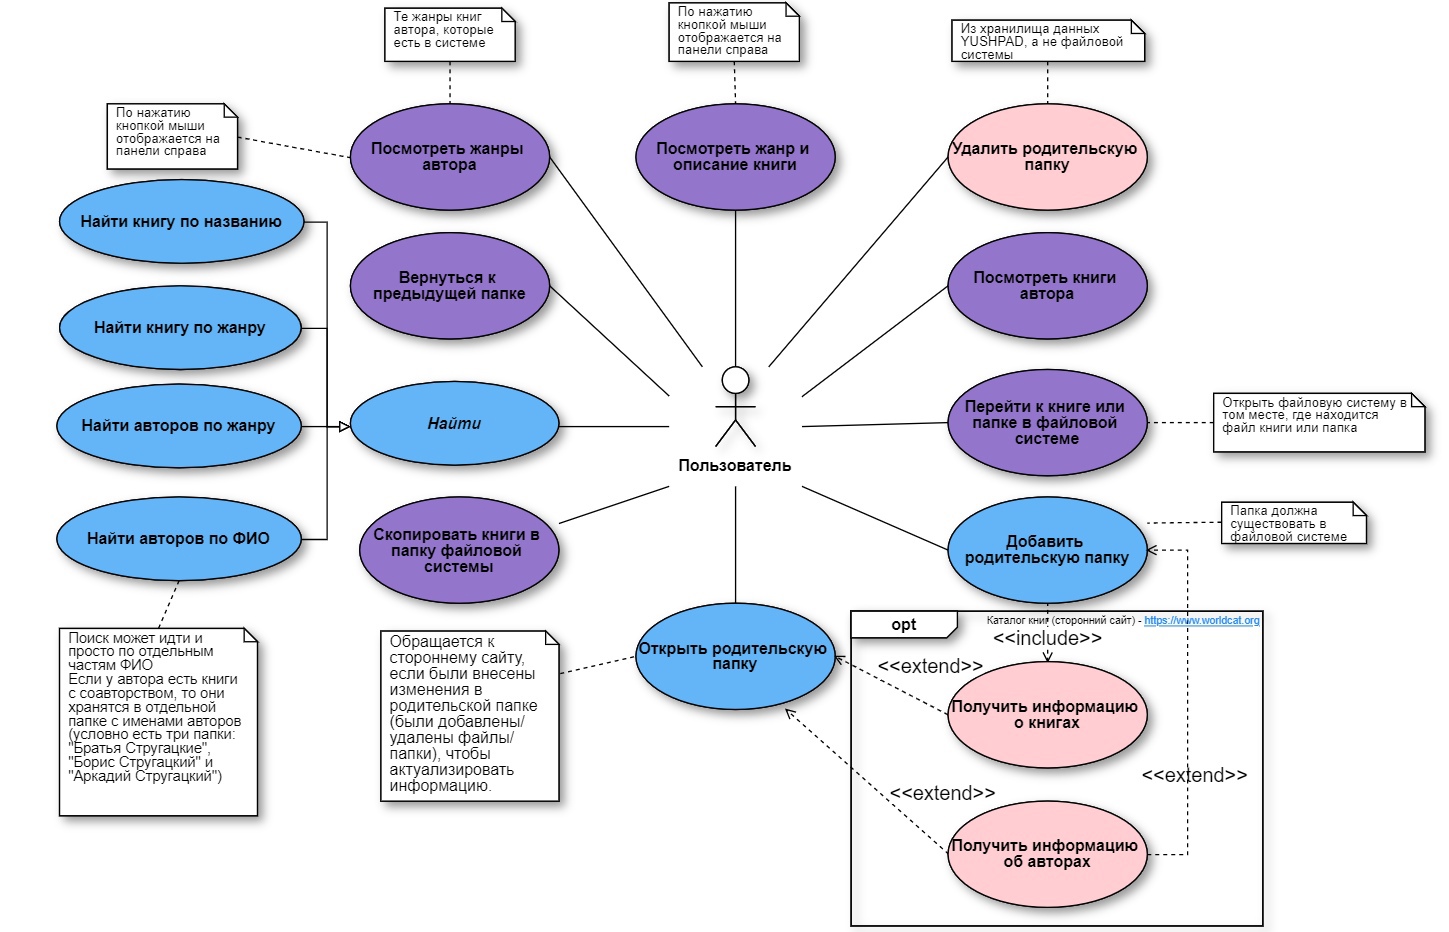 Те жанры книг
автора, которые
есть в системе
По нажатию
кнопкой мыши
отображается на
панели справа
Из хранилища данных
YUSHPAD, а не файловой
системы
По нажатию
кнопкой мыши
отображается на
панели справа
Посмотреть жанры
автора
Посмотреть жанр и
описание книги
Удалить родительскую
папку
Найти книгу по названию
Вернуться к
предыдущей папке
Посмотреть книги
автора
Найти книгу по жанру
Найти авторов по жанру
Найти
Пользователь
Перейти к книге или
папке в файловой
системе
Открыть файловую систему в
том месте, где находится
файл книги или папка
Найти авторов по ФИО
Скопировать книги в
папку файловой
системы
Добавить
родительскую папку
Папка должна
существовать в
файловой системе
Поиск может идти и
просто по отдельным
частям ФИО
Если у автора есть книги
с соавторством, то они
хранятся в отдельной
папке с именами авторов
(условно есть три папки:
"Братья Стругацкие",
"Борис Стругацкий" и
"Аркадий Стругацкий")
Обращается к
стороннему сайту,
если были внесены
изменения в
родительской папке
(были добавлены/
удалены файлы/
папки), чтобы
актуализировать
информацию.
Открыть родительскую
папку
opt
Каталог книг (сторонний сайт) - https://www.worldcat.org
<<include>>
<<extend>>
Получить информацию
о книгах
<<extend>>
<<extend>>
Получить информацию
об авторах